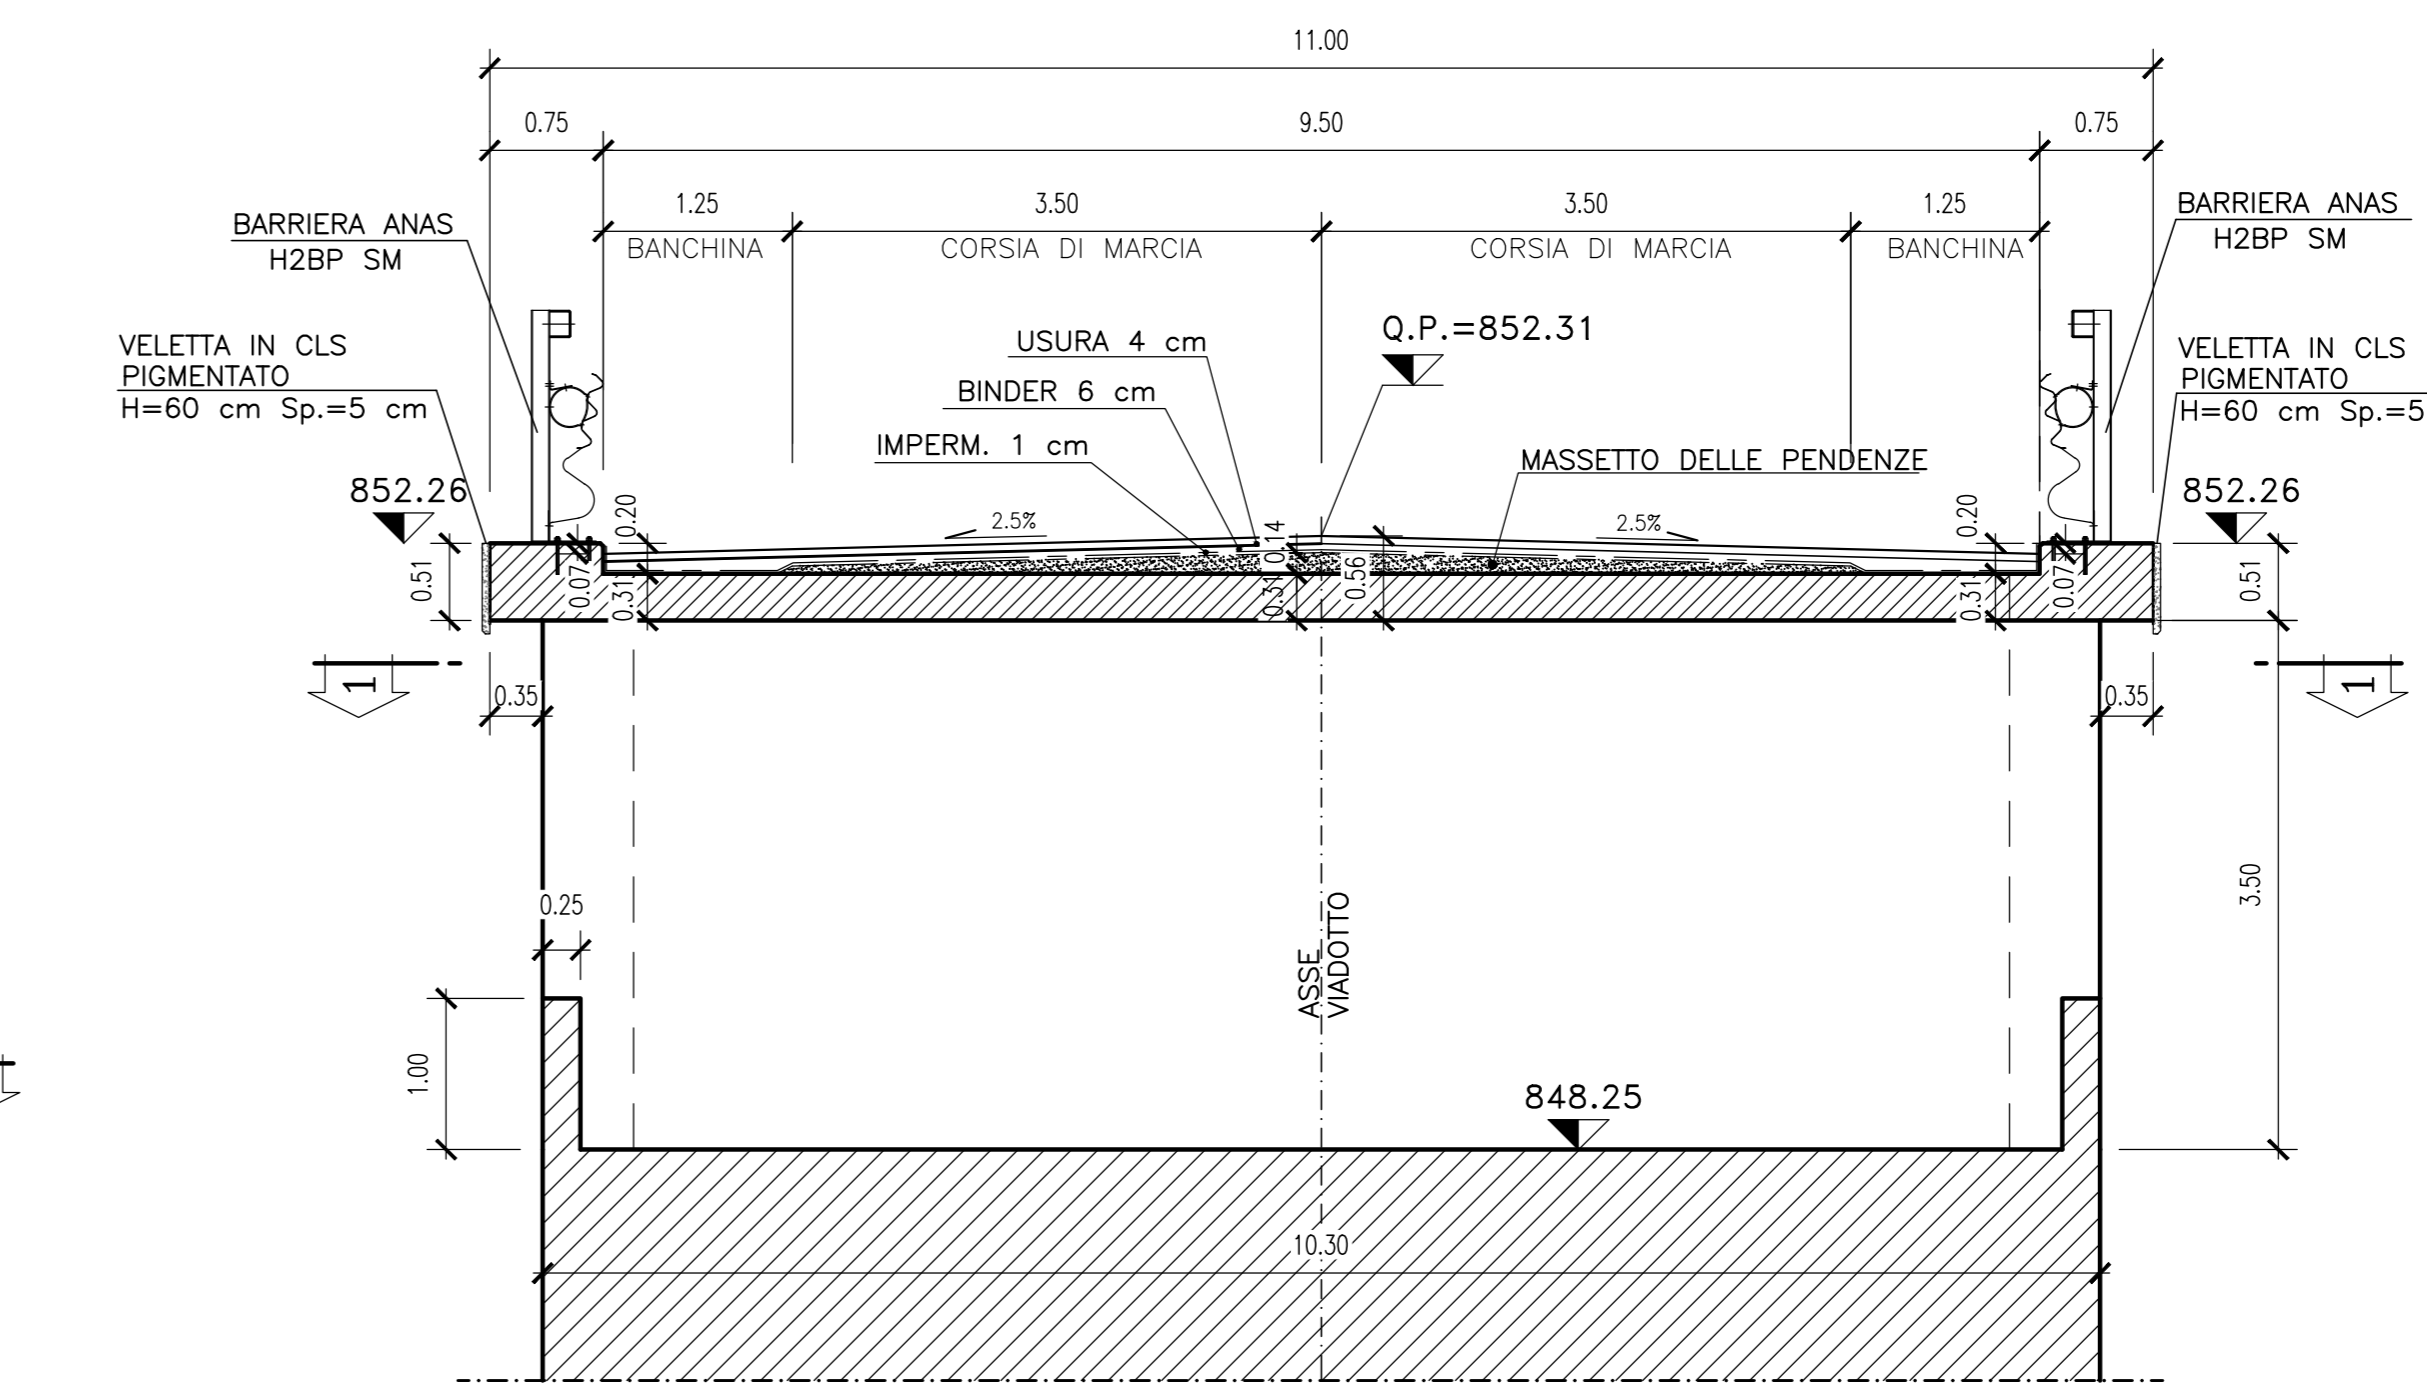 11.00
0.75
9.50
0.75
1.25
3.50
3.50
1.25
BANCHINA
CORSIA DI MARCIA
CORSIA DI MARCIA
BANCHINA
BARRIERA ANAS
H2BP SM
BARRIERA ANAS
H2BP SM
VELETTA IN CLS
PIGMENTATO
H=60 cm Sp.=5 cm
USURA 4 cm
BINDER 6 cm
IMPERM. 1 cm
Q.P.=852.31
MASSETTO DELLE PENDENZE
VELETTA IN CLS
PIGMENTATO
H=60 cm Sp.=5
852.26
852.26
0.20
2.5%
0.14
2.5%
0.20
0.51
0.07
0.31
0.31
0.56
0.31
0.07
0.51
1
0.35
0.35
1
0.25
3.50
ASSE
VIADOTTO
1.00
848.25
10.30